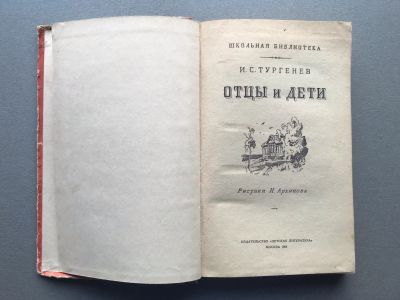 ШКОЛЬНАЯ БИБЛИОТЕКА
И. С. ТУРГЕНЕВ
ОТЦЫ И ДЕТИ
Рисунки И. Архипова
ИЗДАТЕЛЬСТВО «ДЕТСКАЯ ЛИТЕРАТУРА»
МОСКВА